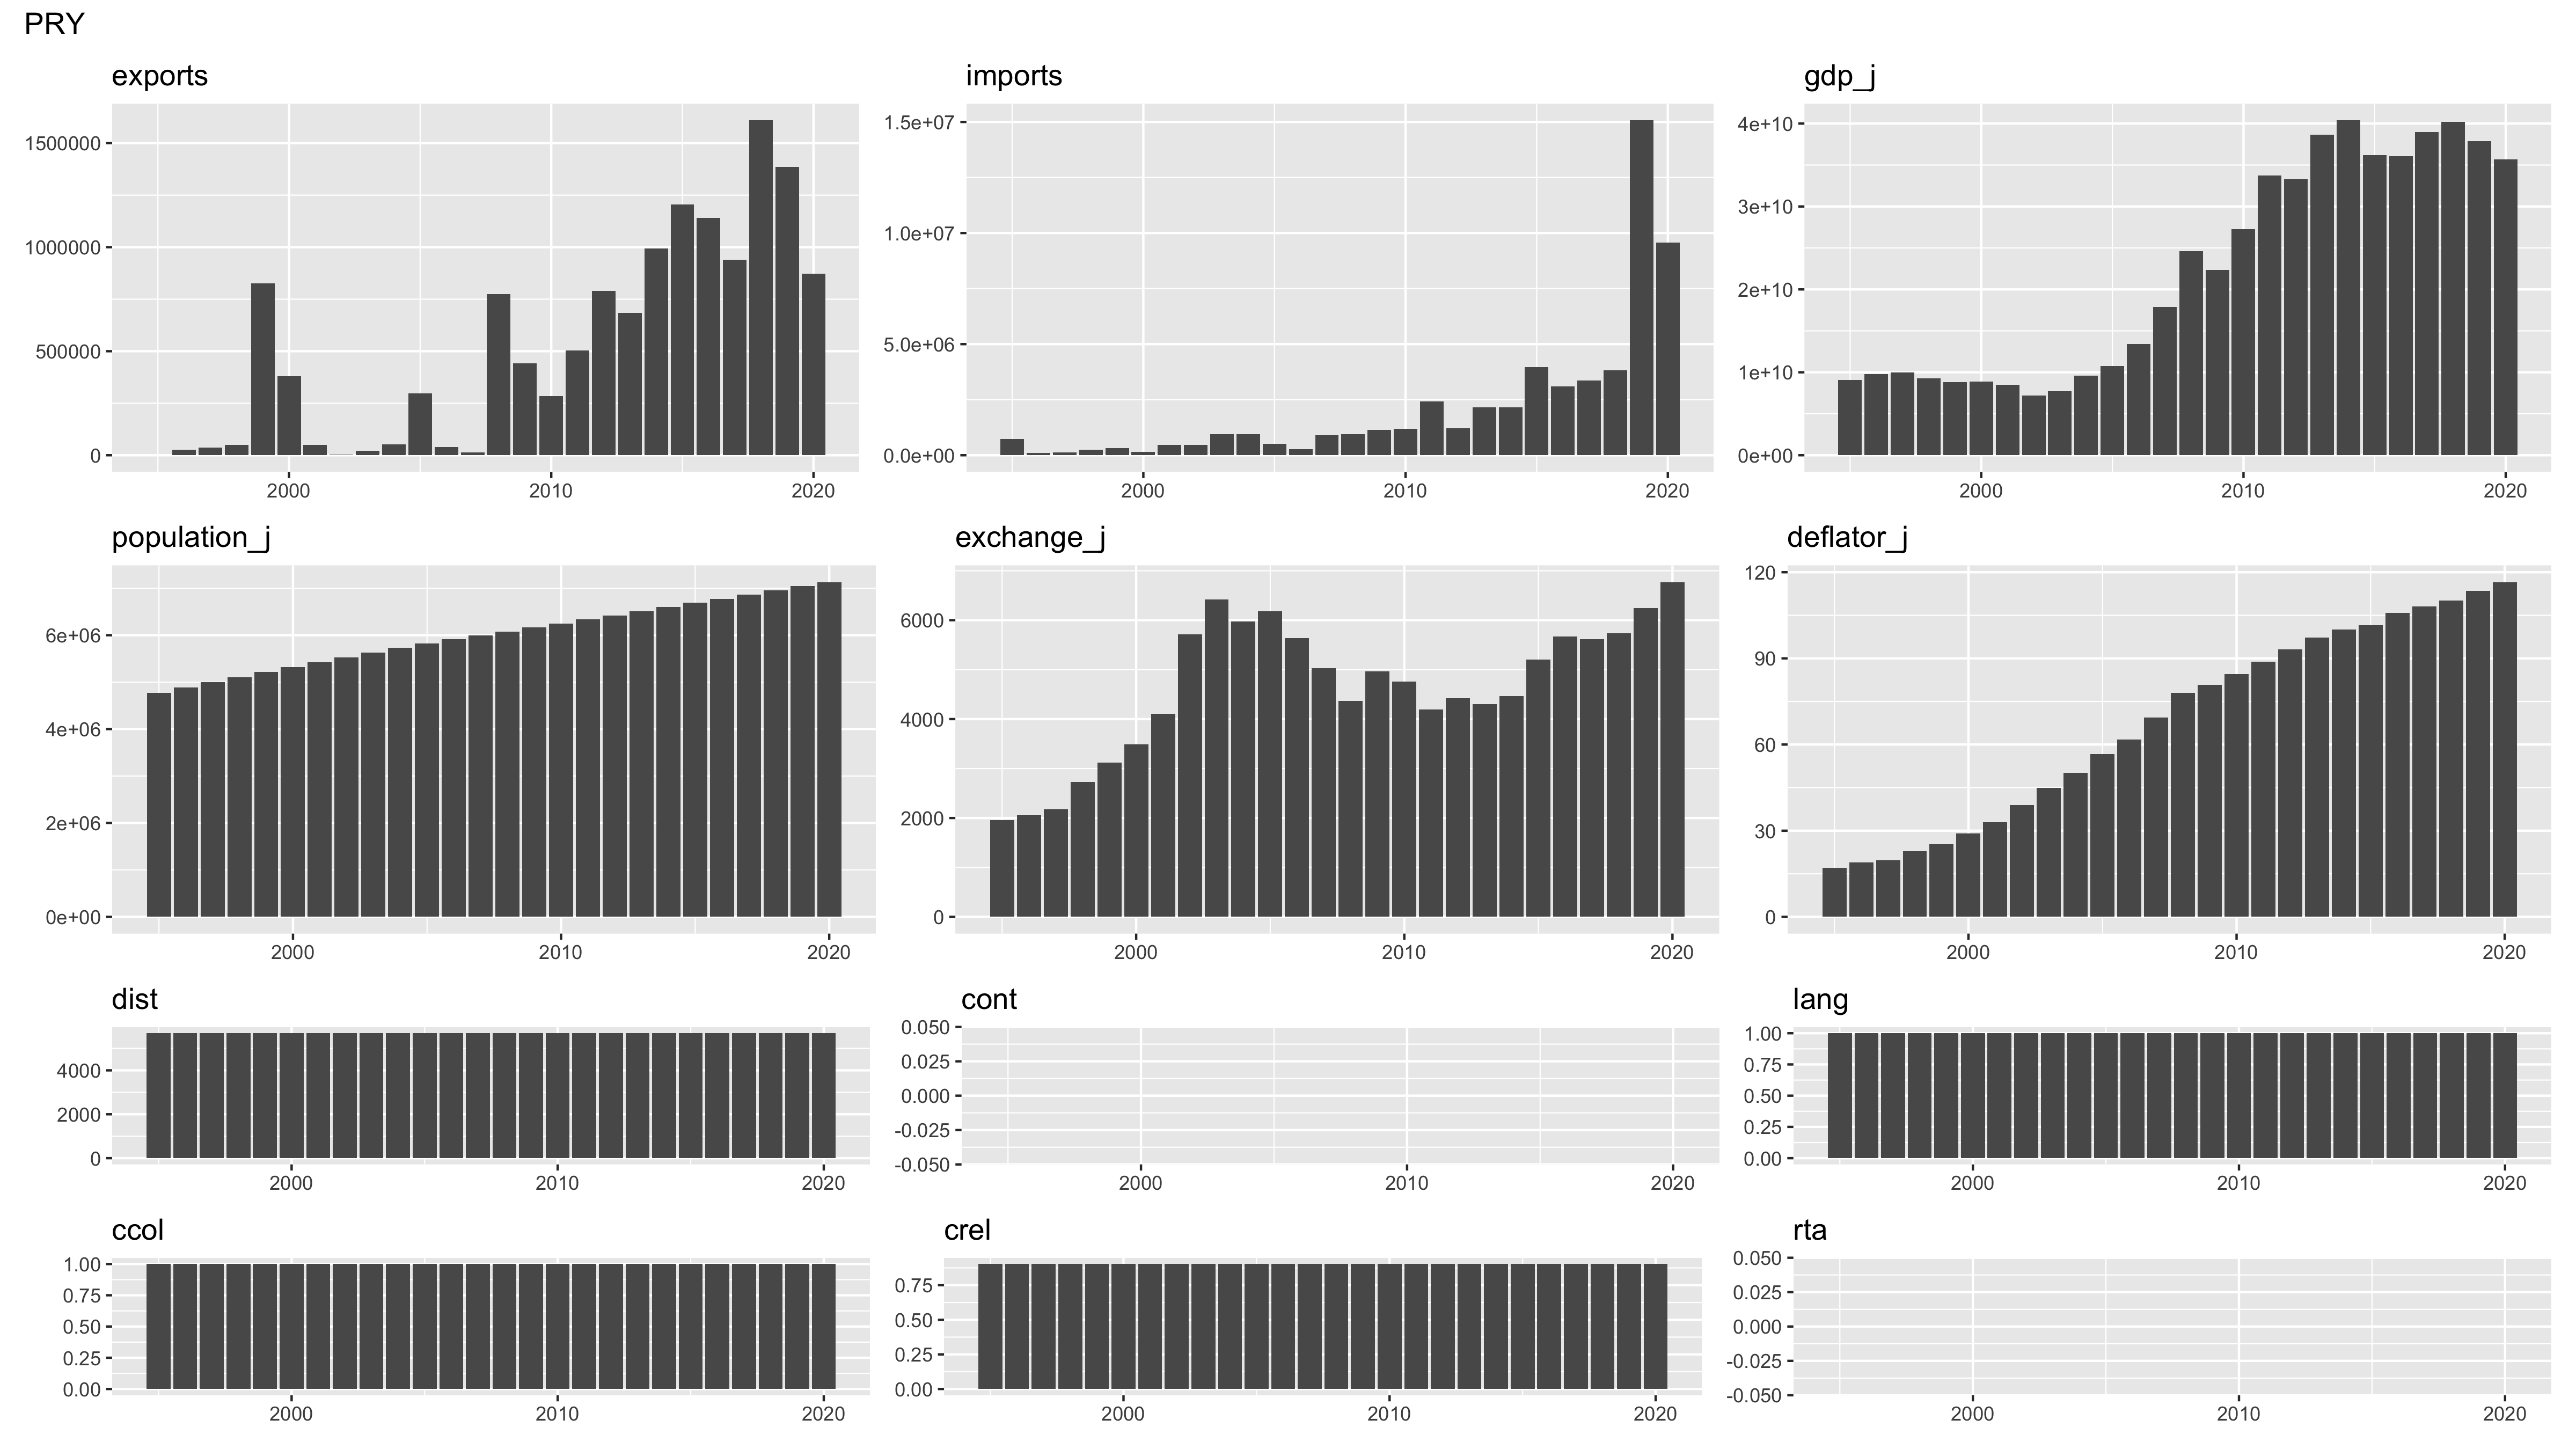 PRY
exports
imports
gdp_j
1500000
1000000
500000
0
2000
2010
2020
1.5e+07
1.0e+07
5.0e+06
0.0e+00
2000
2010
2020
4e+10
3e+10
2e+10
1e+10
0e+00
2000
2010
2020
population_j
exchange_j
deflator_j
6e+06
4e+06
2e+06
0e+00
2000
2010
2020
6000
4000
2000
0
2000
2010
2020
120
90
60
30
0
2000
2010
2020
dist
cont
lang
4000
2000
0
2000
2010
2020
0.050
0.025
0.000
-0.025
-0.050
2000
2010
2020
1.00
0.75
0.50
0.25
0.00
2000
2010
2020
ccol
crel
rta
1.00
0.75
0.50
0.25
0.00
2000
2010
2020
0.75
0.50
0.25
0.00
2000
2010
2020
0.050
0.025
0.000
-0.025
-0.050
2000
2010
2020